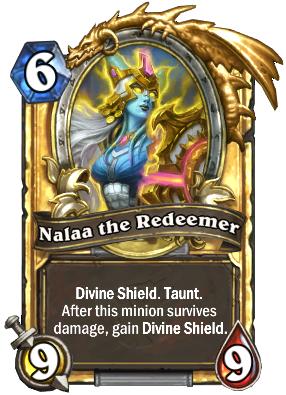 6
Nalaa the Redeemer
Divine Shield. Taunt.
After this minion survives
damage, gain Divine Shield.
9
9